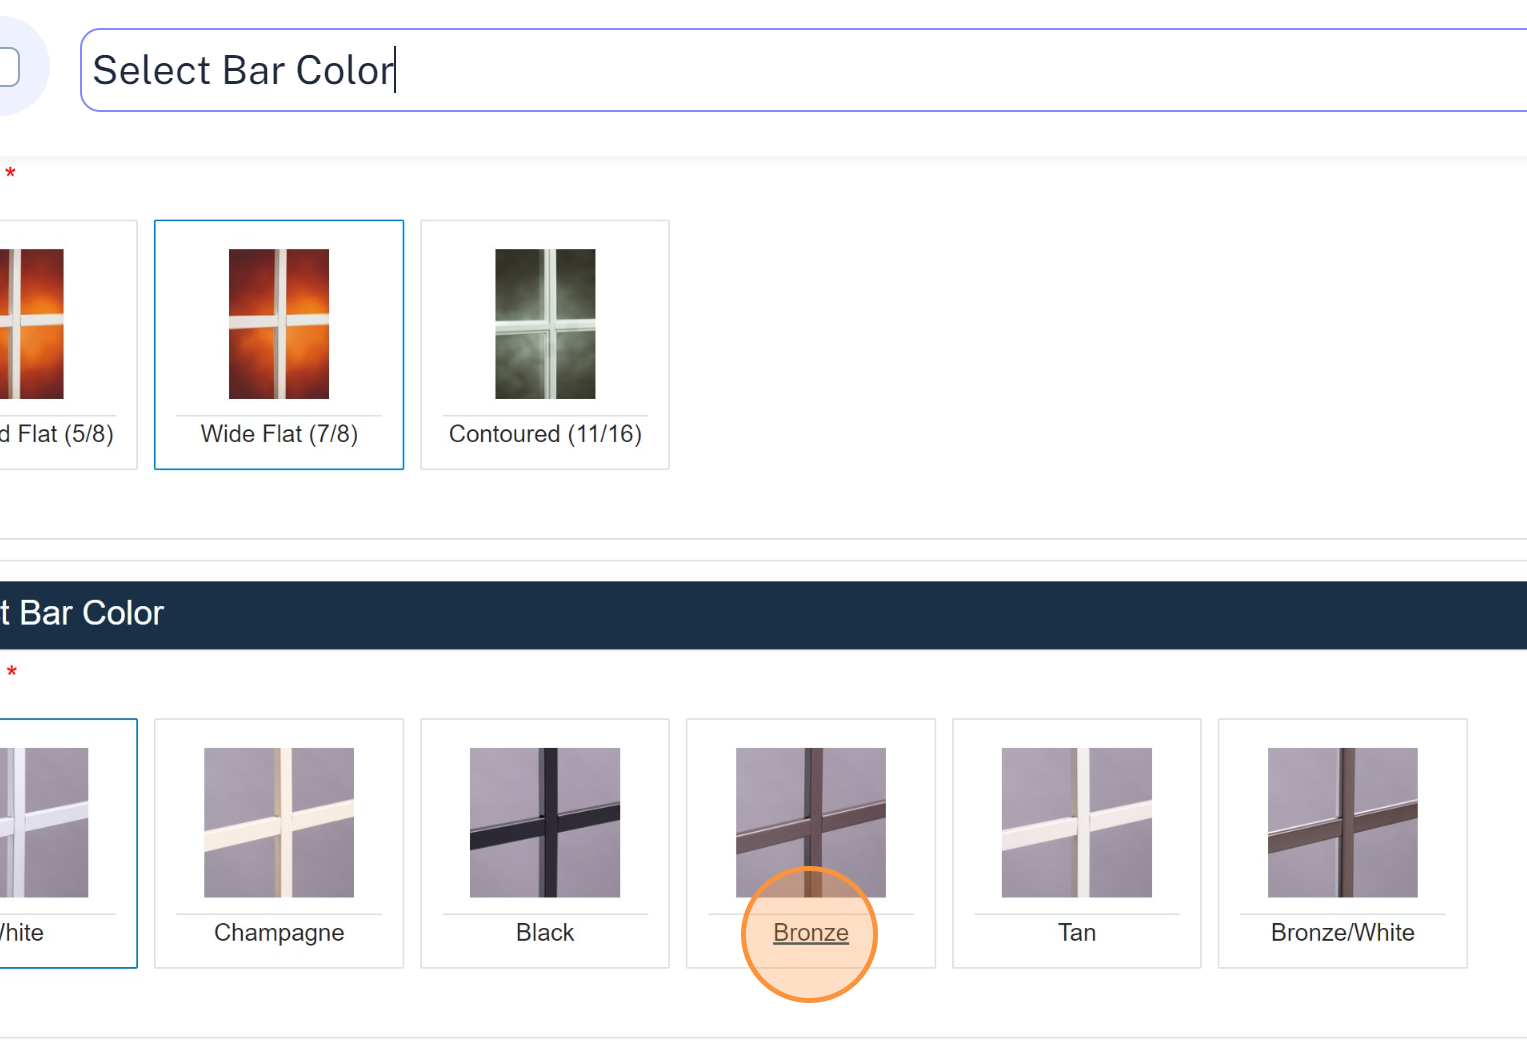 Select Bar Color
*
d Flat (5/8)
Wide Flat (7/8)
Contoured (11/16)
t Bar Color
*
hite
Champagne
Black
Bronze
Tan
Bronze/White